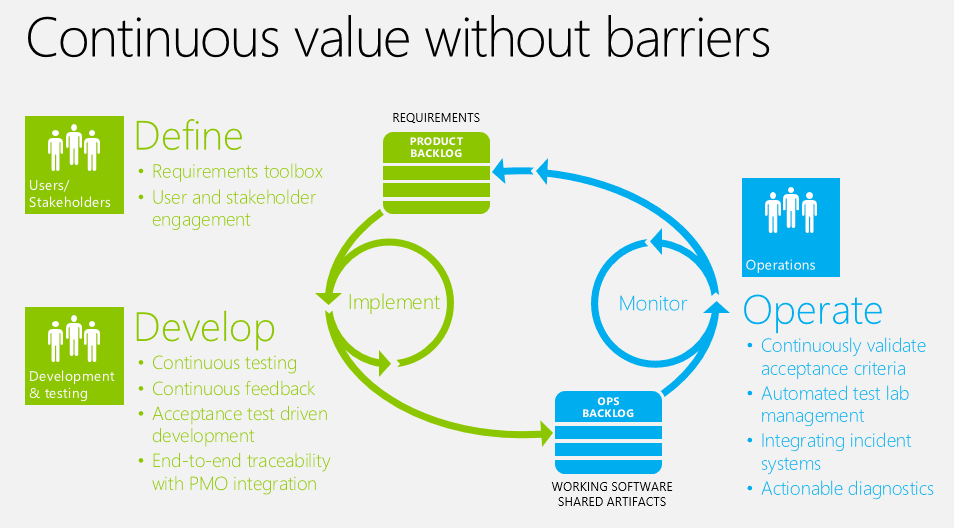 Continuous value without barriers
REQUIREMENTS
PRODUCT
BACKLOG
Users/
Stakeholders
Define
• Requirements toolbox
• User and stakeholder
engagement
Implement
Development
& testing
Develop
• Continuous testing
• Continuous feedback
• Acceptance test driven
development
• End-to-end traceability
with PMO integration
Monitor
OPS
BACKLOG
WORKING SOFTWARE
SHARED ARTIFACTS
Operations
Operate
• Continuously validate
acceptance criteria
• Automated test lab
management
• Integrating incident
systems
• Actionable diagnostics